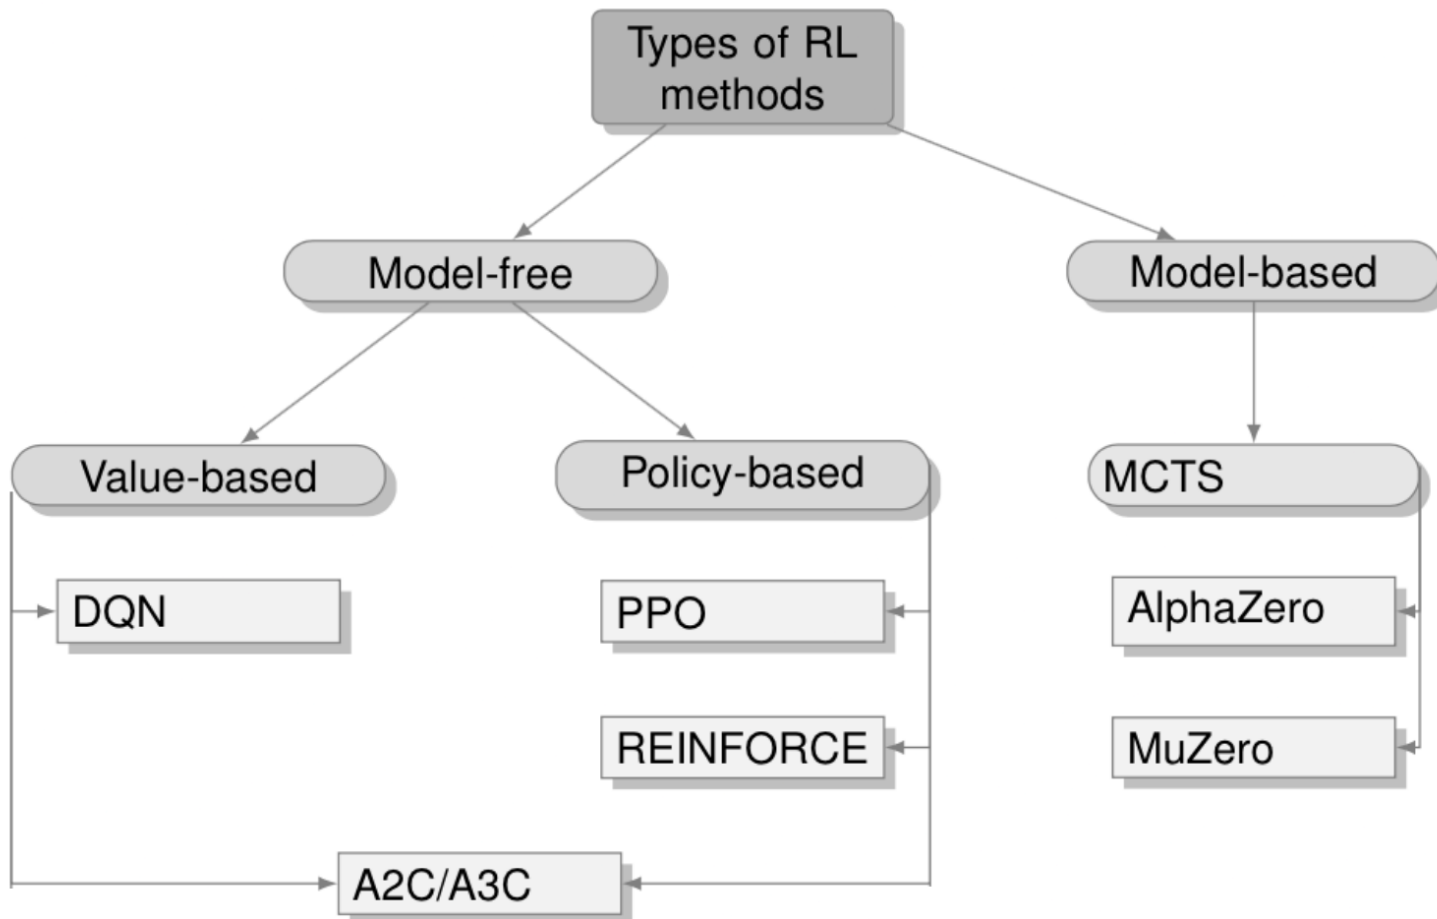 Types of RL
methods
Model-free
Model-based
Value-based
Policy-based
MCTS
DQN
PPO
AlphaZero
REINFORCE
MuZero
A2C/A3C